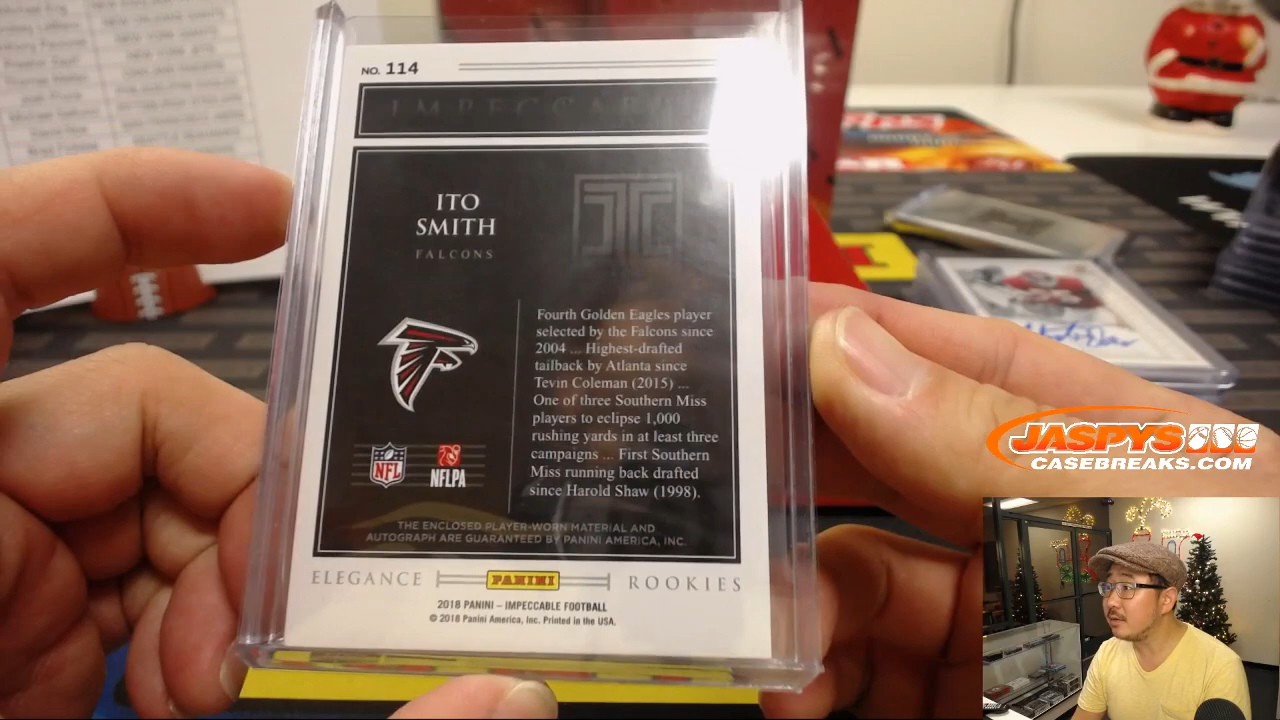 NO. 114
IMPECCABLE
ITO
SMITH
FALCONS
Fourth Golden Eagles player
selected by the Falcons since
2004 ... Highest-drafted
tailback by Atlanta since
Tevin Coleman (2015) ...
One of three Southern Miss
players to eclipse 1,000
rushing yards in at least three
campaigns ... First Southern
Miss running back drafted
since Harold Shaw (1998).
NFL
NFLPA
THE ENCLOSED PLAYER-WORN MATERIAL AND
AUTOGRAPH ARE GUARANTEED BY PANINI AMERICA, INC.
ELEGANCE PANINI ROOKIES
2018 PANINI – IMPECCABLE FOOTBALL
© 2018 Panini America, Inc. Printed in the USA.
JASPYS
CASEBREAKS.COM